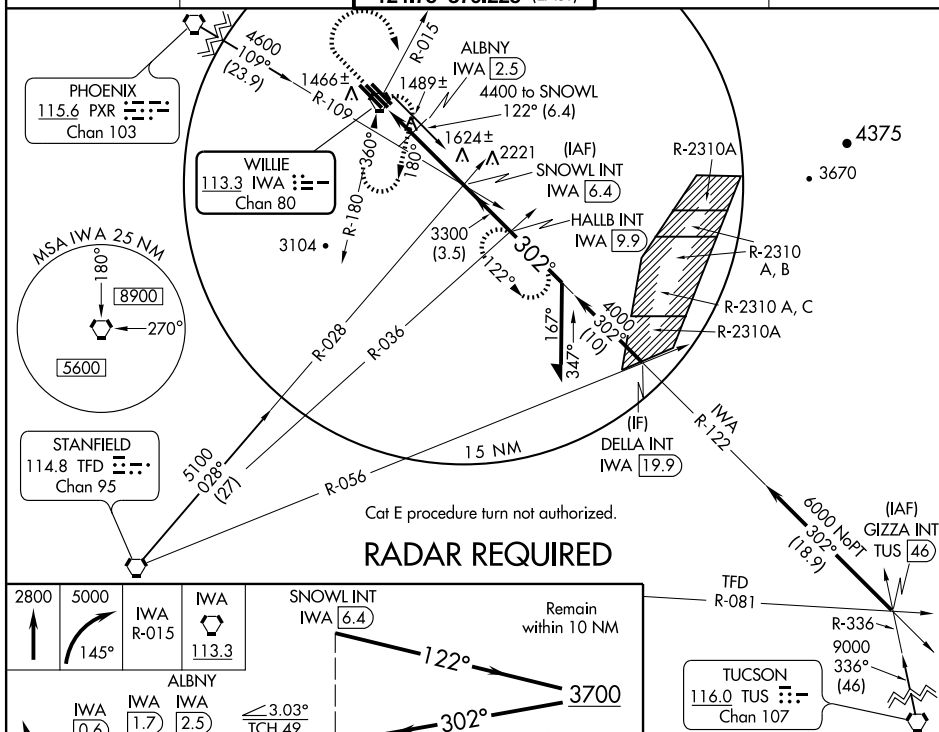 4600
109°
(23.9)
R-109
R-015
PHOENIX
115.6 PXR
Chan 103
1466±
1489±
ALBNY
IWA 2.5
4400 to SNOWL
122° (6.4)
1624±
2221
4375
3670
WILLIE
113.3 IWA
Chan 80
360°
180°
R-180
(IAF)
SNOWL INT
IWA 6.4
HALLB INT
IWA 9.9
3300
(3.5)
3104
302°
122°
R-2310A
R-2310
A, B
R-2310 A, C
R-2310A
MSA IWA 25 NM
180°
8900
270°
5600
R-028
R-036
167°
347°
4000
302°
(10)
(IF)
DELLA INT
IWA 19.9
IWA
R-122
15 NM
STANFIELD
114.8 TFD
Chan 95
5100
028°
(27)
R-056
Cat E procedure turn not authorized.
RADAR REQUIRED
6000 NoPT
302°
(18.9)
(IAF)
GIZZA INT
TUS 46
TFD
R-081
R-336
9000
336°
(46)
TUCSON
116.0 TUS
Chan 107
2800
5000
145°
IWA
R-015
IWA
113.3
SNOWL INT
IWA 6.4
Remain
within 10 NM
122°
3700
302°
ALBNY
IWA
0.6
IWA
1.7
IWA
2.5
3.03°
TCH 49